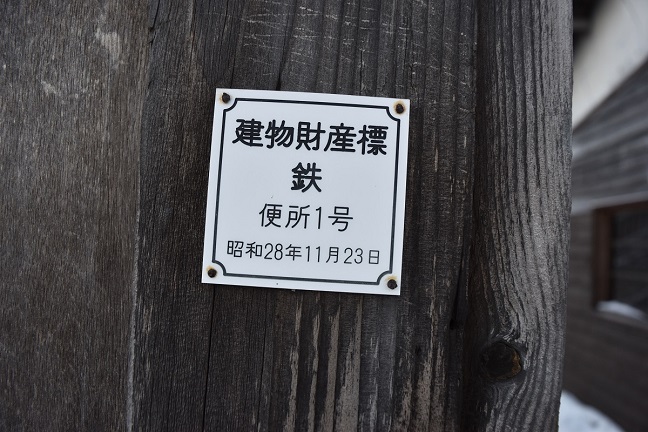 建物財産標
鉄
便所1号
昭和28年11月23日